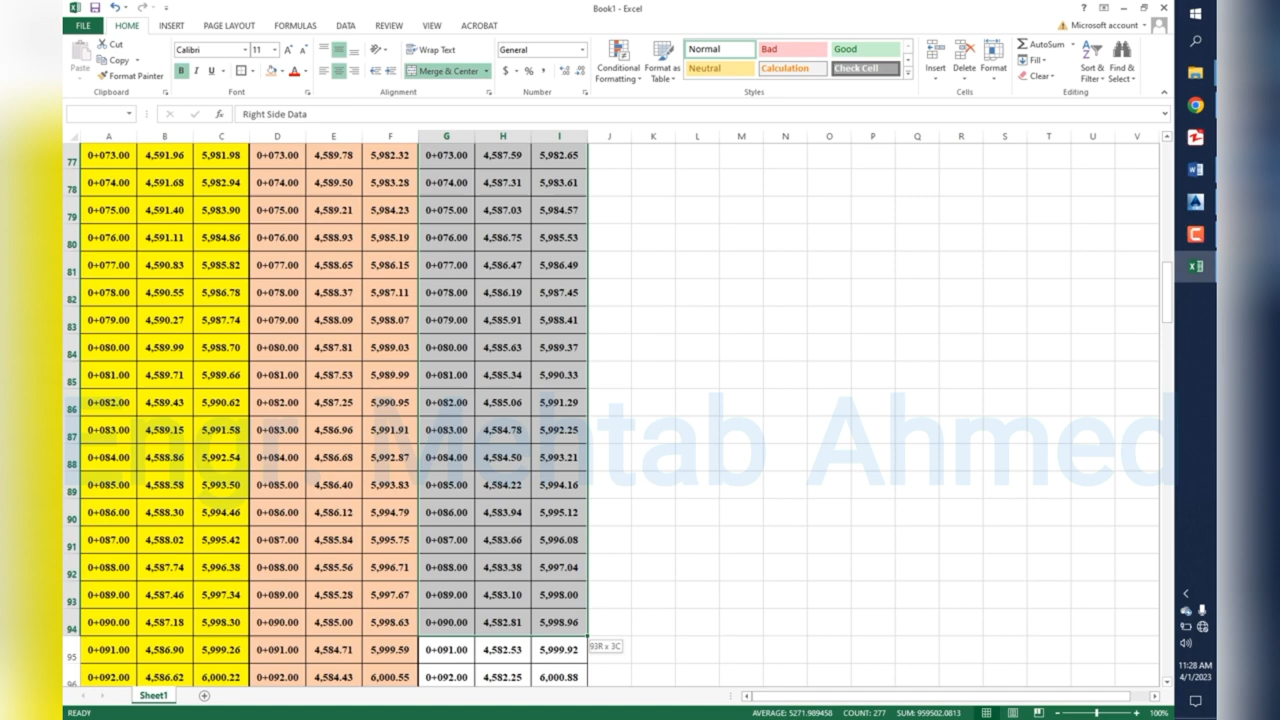 Book1 - Excel
FILE HOME INSERT PAGE LAYOUT FORMULAS DATA REVIEW VIEW ACROBAT Microsoft account
Cut
Copy
Format Painter
Paste
Clipboard
Calibri 11
B I U
Font
Wrap Text
Merge & Center
Alignment
General
$ % ,
Number
Conditional Formatting
Format as Table
Normal Bad Good
Neutral Calculation Check Cell
Styles
Insert Delete Format
Cells
AutoSum
Fill
Clear
Sort & Filter
Find & Select
Editing
fx Right Side Data
A B C D E F G H I J K L M N O P Q R S T U V
77 0+073.00 4,591.96 5,981.98 0+073.00 4,589.78 5,982.32 0+073.00 4,587.59 5,982.65
78 0+074.00 4,591.68 5,982.94 0+074.00 4,589.50 5,983.28 0+074.00 4,587.31 5,983.61
79 0+075.00 4,591.40 5,983.90 0+075.00 4,589.21 5,984.23 0+075.00 4,587.03 5,984.57
80 0+076.00 4,591.11 5,984.86 0+076.00 4,588.93 5,985.19 0+076.00 4,586.75 5,985.53
81 0+077.00 4,590.83 5,985.82 0+077.00 4,588.65 5,986.15 0+077.00 4,586.47 5,986.49
82 0+078.00 4,590.55 5,986.78 0+078.00 4,588.37 5,987.11 0+078.00 4,586.19 5,987.45
83 0+079.00 4,590.27 5,987.74 0+079.00 4,588.09 5,988.07 0+079.00 4,585.91 5,988.41
84 0+080.00 4,589.99 5,988.70 0+080.00 4,587.81 5,989.03 0+080.00 4,585.63 5,989.37
85 0+081.00 4,589.71 5,989.66 0+081.00 4,587.53 5,989.99 0+081.00 4,585.34 5,990.33
86 0+082.00 4,589.43 5,990.62 0+082.00 4,587.25 5,990.95 0+082.00 4,585.06 5,991.29
87 0+083.00 4,589.15 5,991.58 0+083.00 4,586.96 5,991.91 0+083.00 4,584.78 5,992.25
88 0+084.00 4,588.86 5,992.54 0+084.00 4,586.68 5,992.87 0+084.00 4,584.50 5,993.21
89 0+085.00 4,588.58 5,993.50 0+085.00 4,586.40 5,993.83 0+085.00 4,584.22 5,994.16
90 0+086.00 4,588.30 5,994.46 0+086.00 4,586.12 5,994.79 0+086.00 4,583.94 5,995.12
91 0+087.00 4,588.02 5,995.42 0+087.00 4,585.84 5,995.75 0+087.00 4,583.66 5,996.08
92 0+088.00 4,587.74 5,996.38 0+088.00 4,585.56 5,996.71 0+088.00 4,583.38 5,997.04
93 0+089.00 4,587.46 5,997.34 0+089.00 4,585.28 5,997.67 0+089.00 4,583.10 5,998.00
94 0+090.00 4,587.18 5,998.30 0+090.00 4,585.00 5,998.63 0+090.00 4,582.81 5,998.96
95 0+091.00 4,586.90 5,999.26 0+091.00 4,584.71 5,999.59 0+091.00 4,582.53 5,999.92
96 0+092.00 4,586.62 6,000.22 0+092.00 4,584.43 6,000.55 0+092.00 4,582.25 6,000.88
93R x 3C
Engr. Mehtab Ahmed
Sheet1
READY AVERAGE: 5271.989458 COUNT: 277 SUM: 959502.0813 100%
11:28 AM
4/1/2023